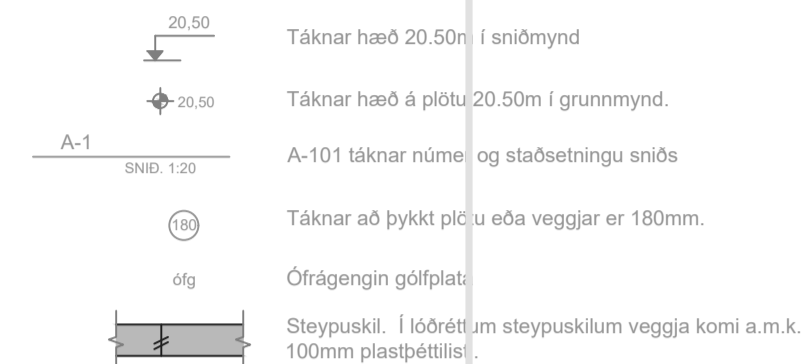 20,50
Táknar hæð 20.50m í sniðmynd
20,50
Táknar hæð á plötu 20.50m í grunnmynd.
A-1
SNIÐ. 1:20
A-101 táknar númer og staðsetningu sniðs
180
Táknar að þykkt plötu eða veggjar er 180mm.
ófg
Ófrágengin gólfplata
Steypuskil. Í lóðréttum steypuskilum veggja komi a.m.k.
100mm plastþéttilisti.